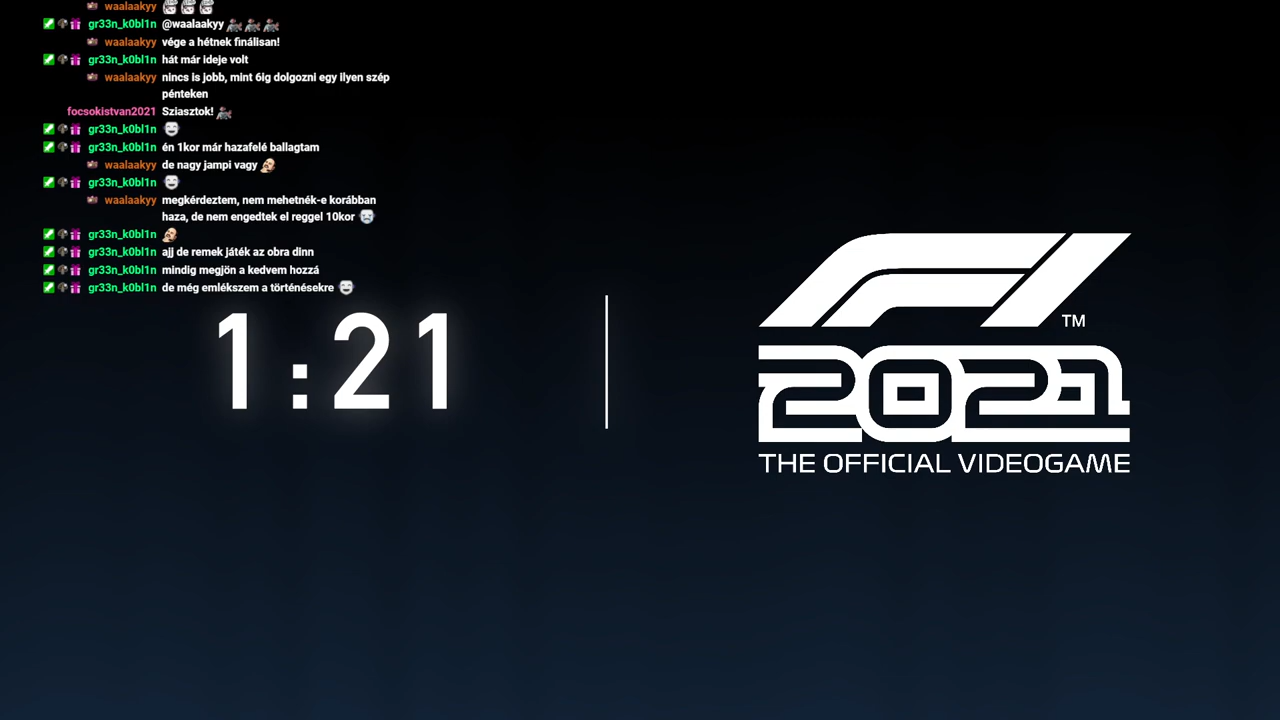 waalaakyy
gr33n_k0bl1n @waalaakyy
waalaakyy vége a hétnek finálisan!
gr33n_k0bl1n hát már ideje volt
waalaakyy nincs is jobb, mint 6ig dolgozni egy ilyen szép
pénteken
focsokistvan2021 Sziasztok!
gr33n_k0bl1n
gr33n_k0bl1n én 1kor már hazafelé ballagtam
waalaakyy de nagy jampi vagy
gr33n_k0bl1n
waalaakyy megkérdeztem, nem mehetnék-e korábban
haza, de nem engedtek el reggel 10kor
gr33n_k0bl1n
gr33n_k0bl1n ajj de remek játék az obra dinn
gr33n_k0bl1n mindig megjön a kedvem hozzá
gr33n_k0bl1n de még emlékszem a történésekre
1:21
F1 TM
2021
THE OFFICIAL VIDEOGAME